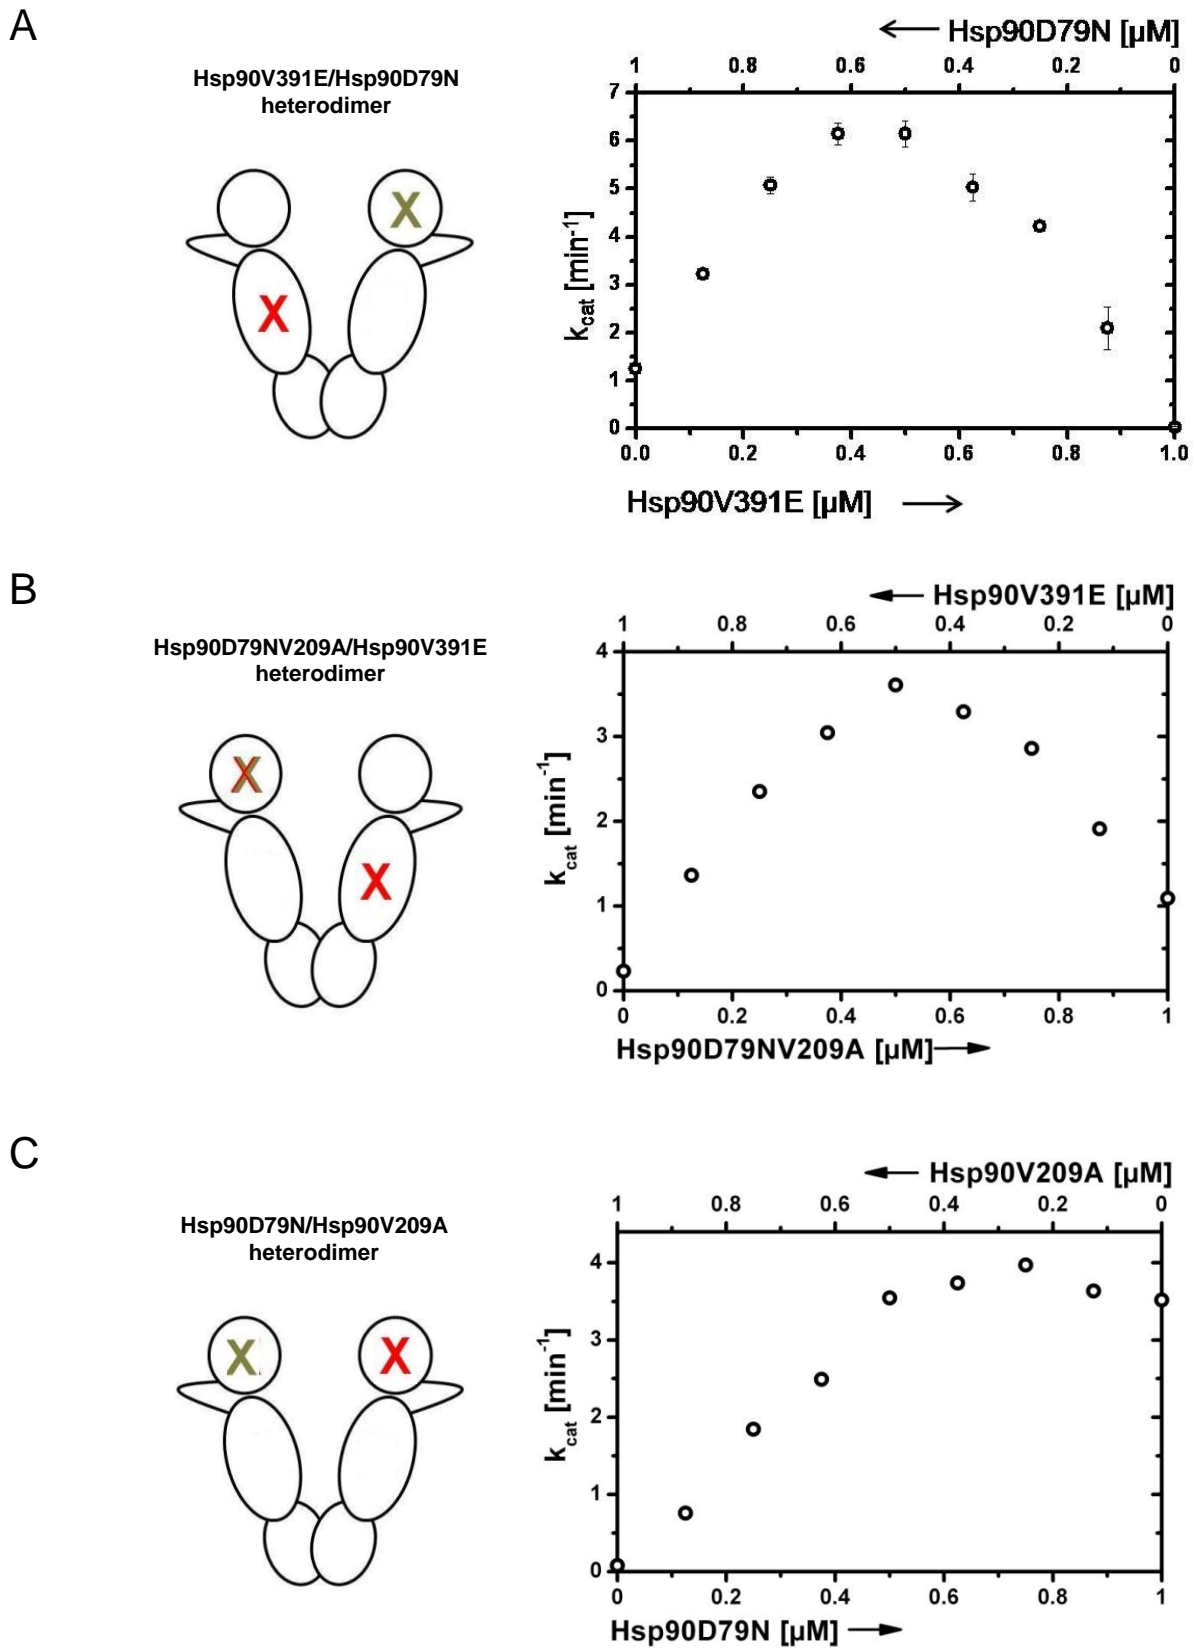 A
Hsp90V391E/Hsp90D79N
heterodimer
X
X
← Hsp90D79N [µM]
1 0.8 0.6 0.4 0.2 0
7
6
5
4
3
2
1
0
kcat [min-1]
0.0 0.2 0.4 0.6 0.8 1.0
Hsp90V391E [µM] →
B
Hsp90D79NV209A/Hsp90V391E
heterodimer
X
X
← Hsp90V391E [µM]
1 0.8 0.6 0.4 0.2 0
4
3
2
1
0
kcat [min-1]
0 0.2 0.4 0.6 0.8 1
Hsp90D79NV209A [µM] →
C
Hsp90D79N/Hsp90V209A
heterodimer
X
X
← Hsp90V209A [µM]
1 0.8 0.6 0.4 0.2 0
4
3
2
1
0
kcat [min-1]
0 0.2 0.4 0.6 0.8 1
Hsp90D79N [µM] →